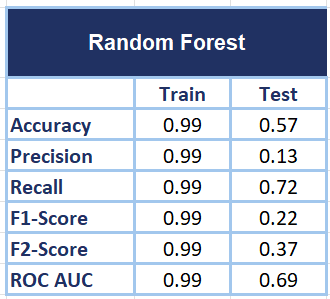 Random Forest
Train Test
Accuracy 0.99 0.57
Precision 0.99 0.13
Recall 0.99 0.72
F1-Score 0.99 0.22
F2-Score 0.99 0.37
ROC AUC 0.99 0.69